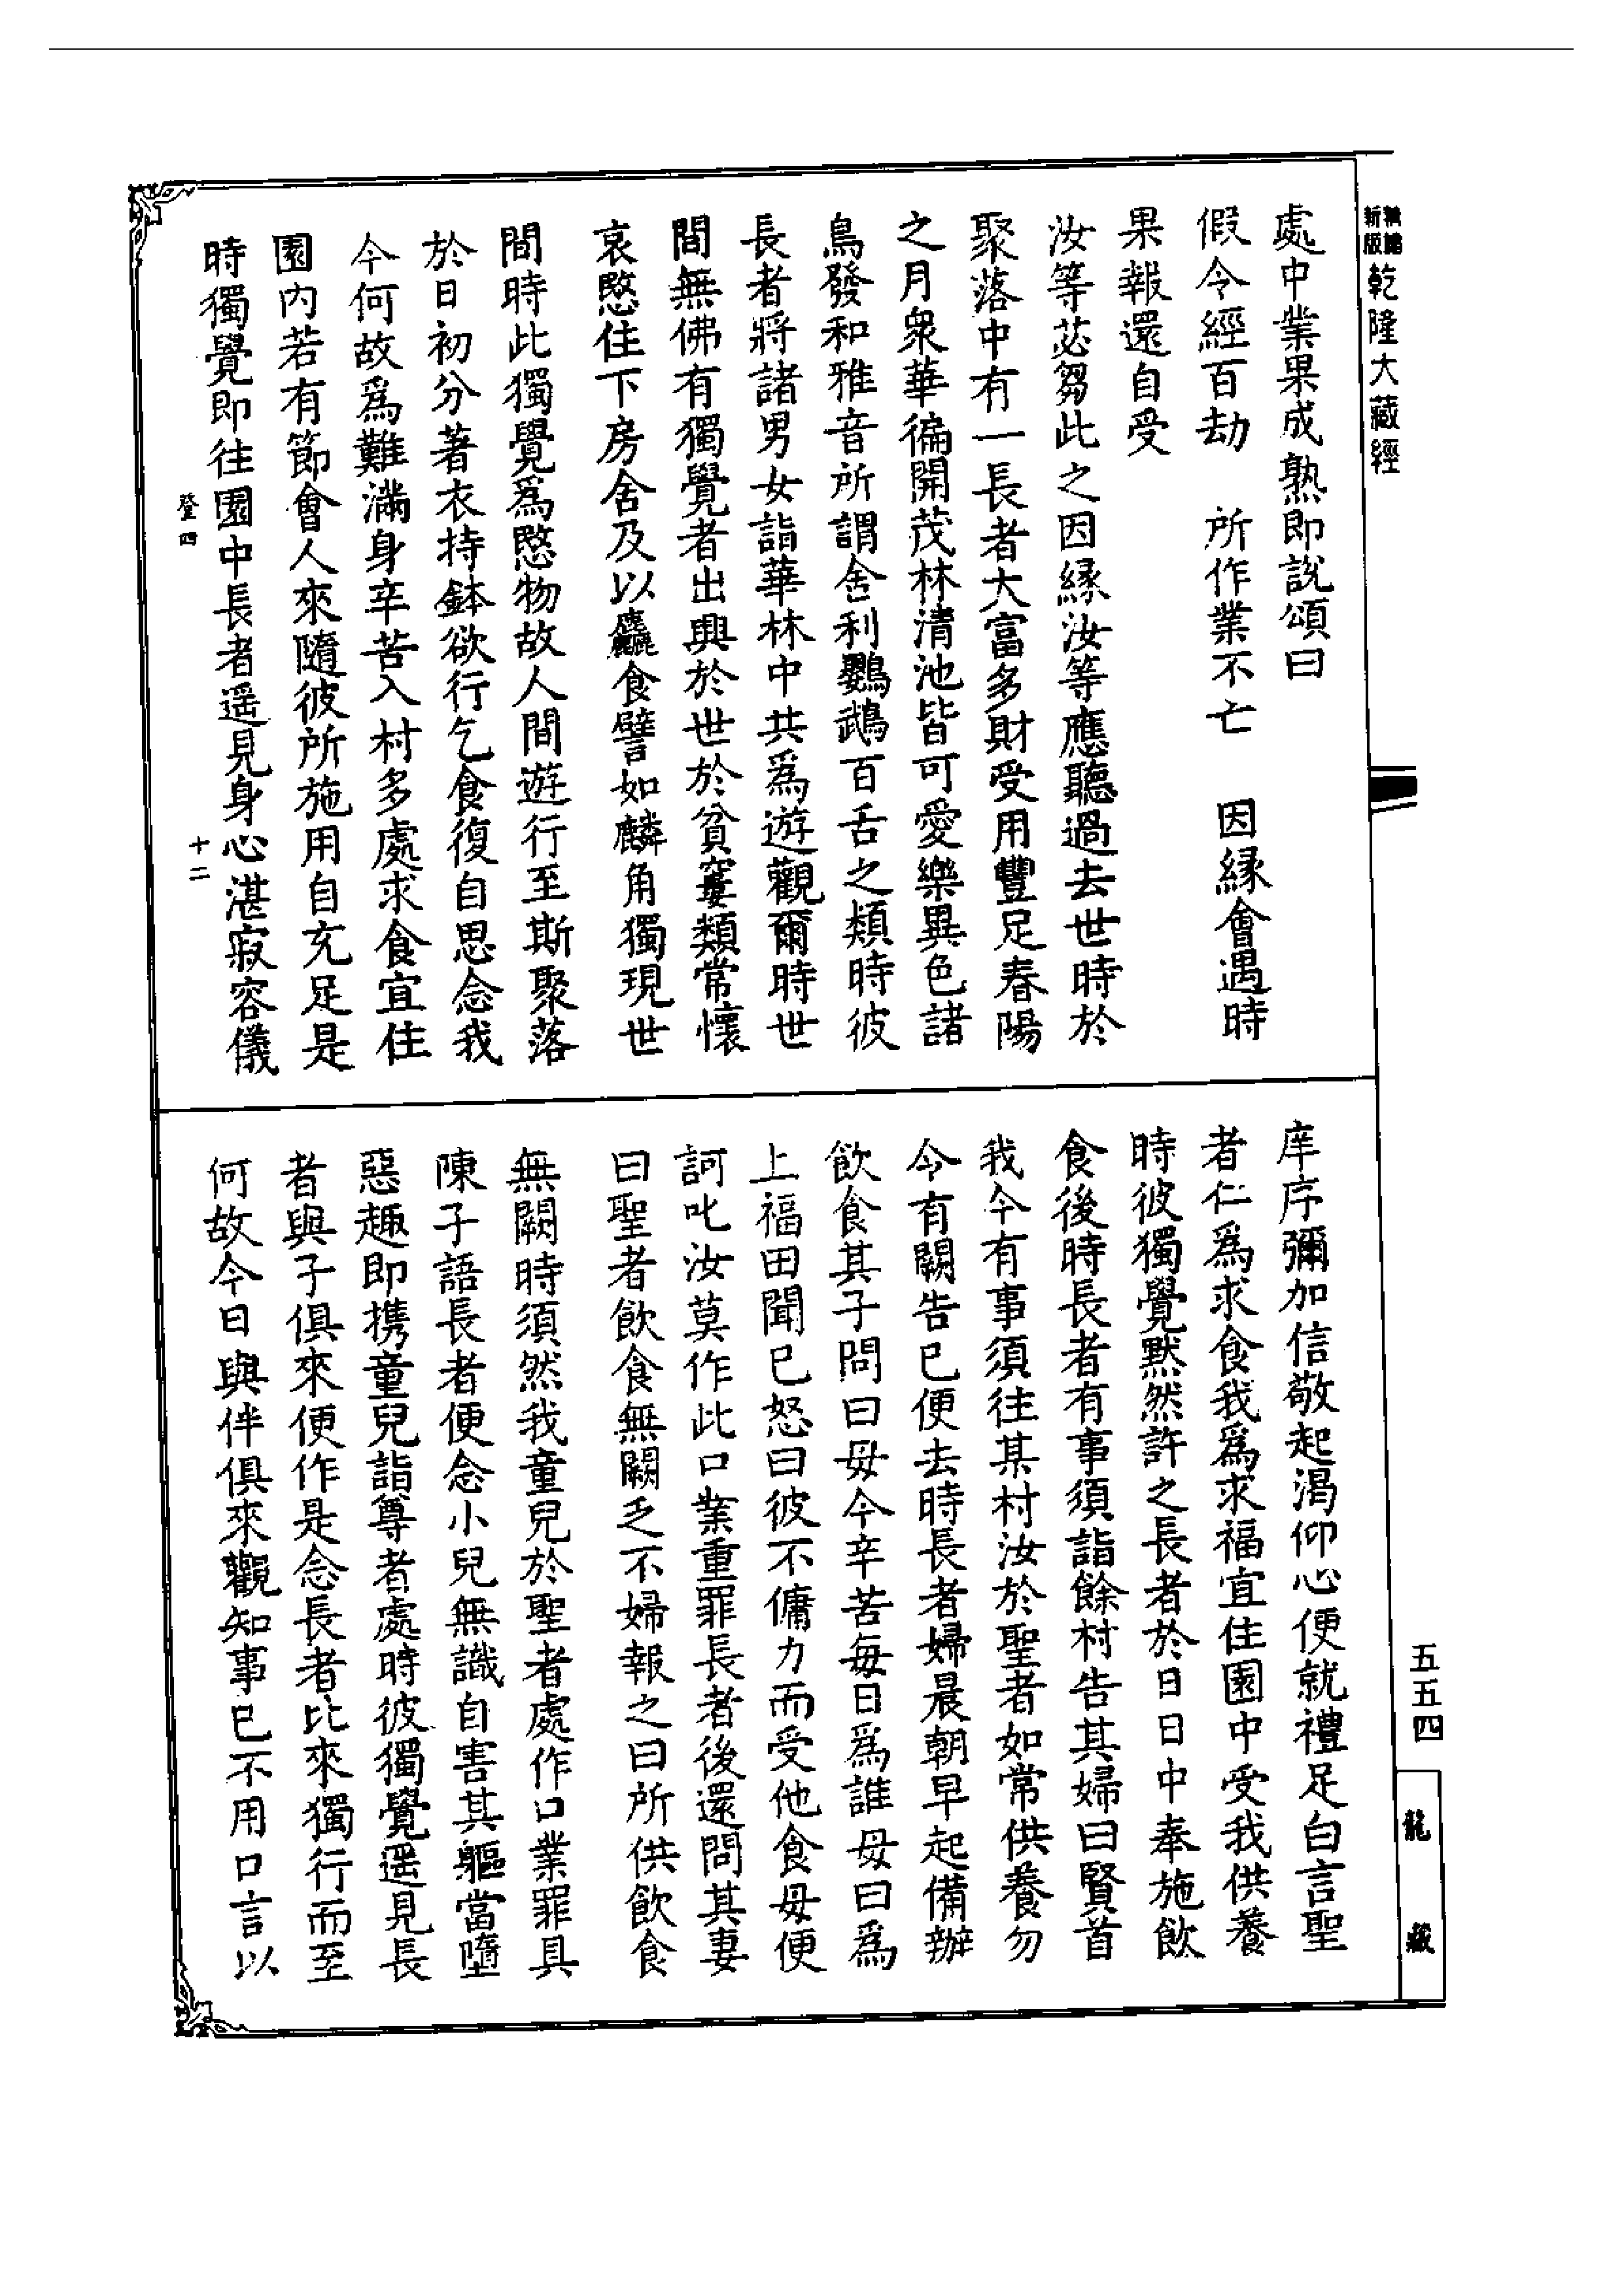 新版
乾隆大藏經
處中業果成熟即說頌曰
假令經百劫　所作業不亡　因緣會遇時
果報還自受
汝等苾芻此之因緣汝等應聽過去世時於
聚落中有一長者大富多財受用豐足春陽
之月衆華徧開茂林清池皆可愛樂異色諸
鳥發和雅音所謂舍利鸚鵡百舌之類時彼
長者將諸男女詣華林中共爲遊觀爾時世
間無佛有獨覺者出興於世於貧窶類常懷
哀愍住下房舍及以麤食譬如麟角獨現世
間時此獨覺爲愍物故人間遊行至斯聚落
於日初分著衣持鉢欲行乞食復自思念我
今何故爲難滿身辛苦入村多處求食宜住
園內若有節會人來隨彼所施用自充足是
時獨覺即往園中長者遥見身心湛寂容儀
登四
十二
庠序彌加信敬起渴仰心便就禮足白言聖
者仁爲求食我爲求福宜住園中受我供養
時彼獨覺黙然許之長者於日日中奉施飲
食後時長者有事須詣餘村告其婦曰賢首
我今有事須往某村汝於聖者如常供養勿
令有闕告已便去時長者婦晨朝早起備辦
飲食其子問曰母今辛苦每日爲誰母曰爲
上福田聞已怒曰彼不傭力而受他食母便
訶叱汝莫作此口業重罪長者後還問其妻
曰聖者飲食無闕乏不婦報之曰所供飲食
無闕時須然我童兒於聖者處作口業罪具
陳子語長者便念小兒無識自害其軀當墮
惡趣即携童兒詣尊者處時彼獨覺遥見長
者與子俱來便作是念長者比來獨行而至
何故今日與伴俱來觀知事已不用口言以
五五四
龍藏